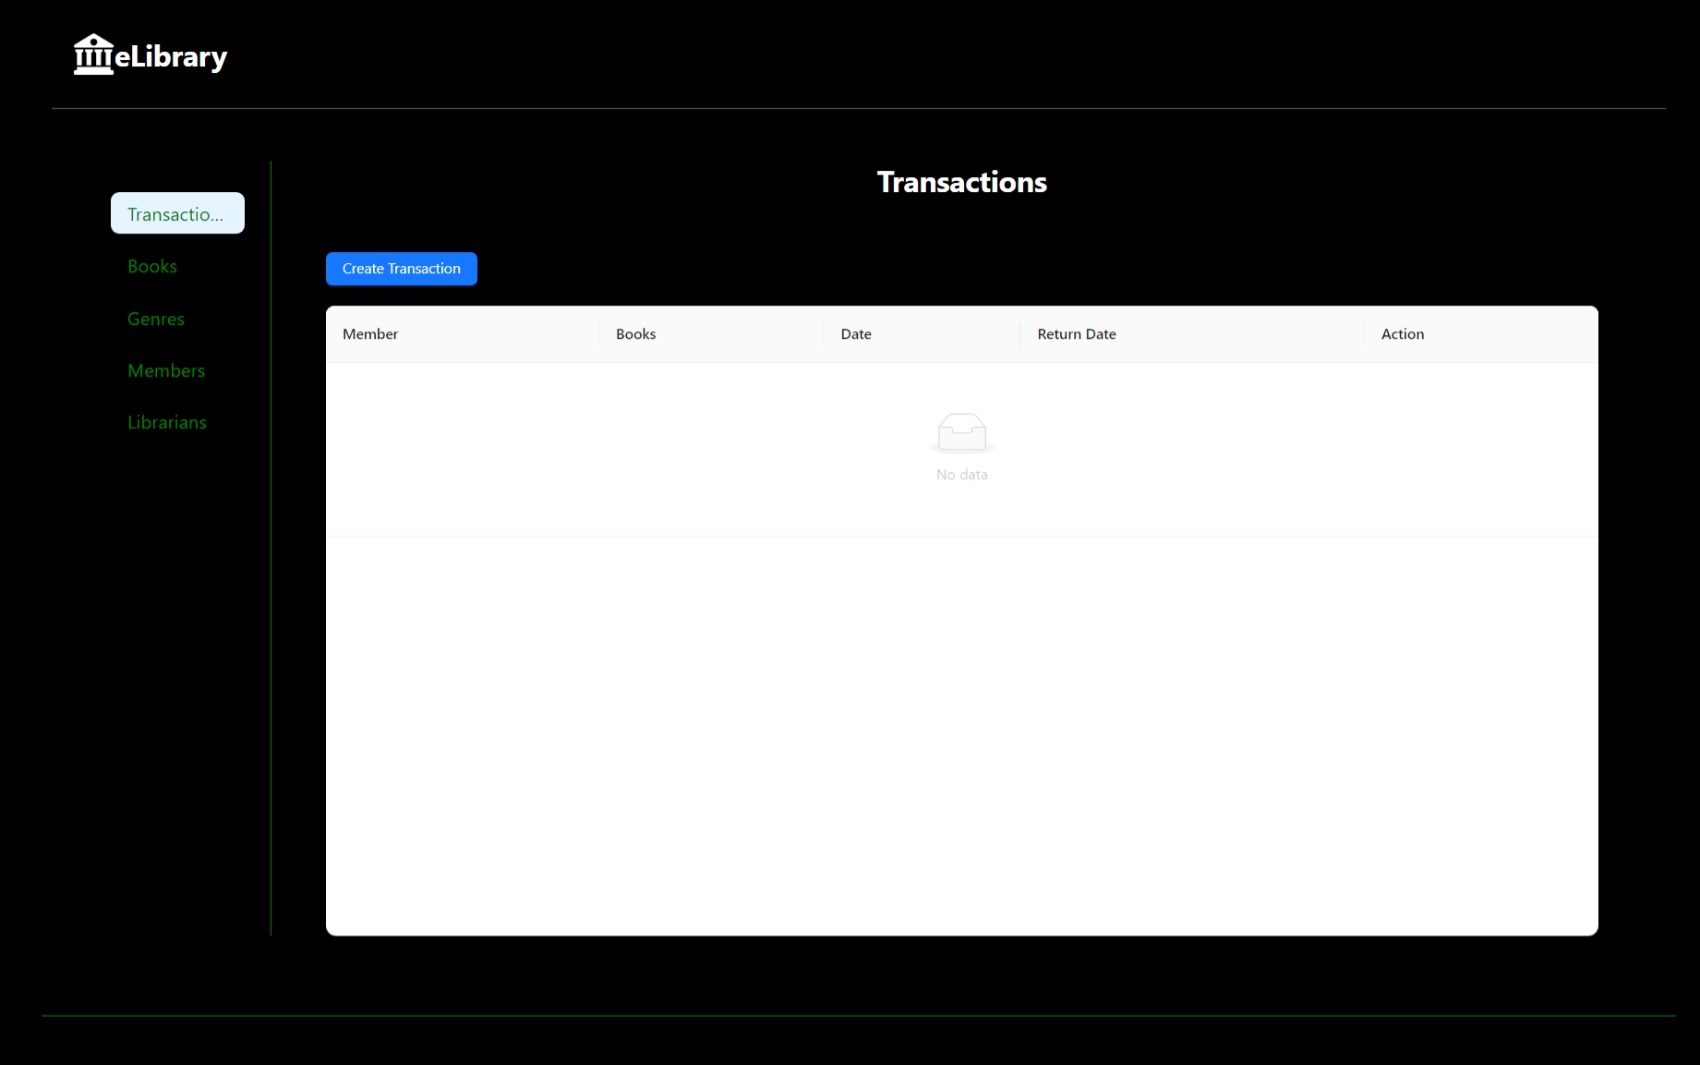 eLibrary
Transactions
Transactio...
Books
Genres
Members
Librarians
Create Transaction
Member Books Date Return Date Action
No data